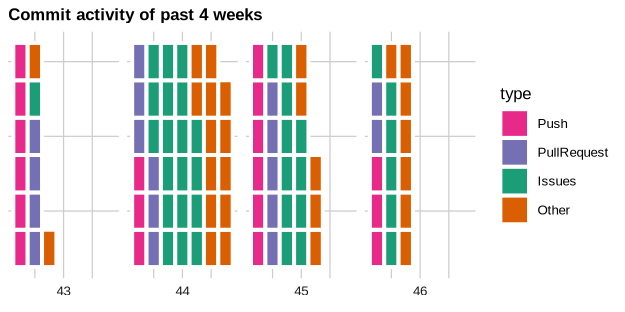 Commit activity of past 4 weeks
type
Push
PullRequest
Issues
Other
43 44 45 46